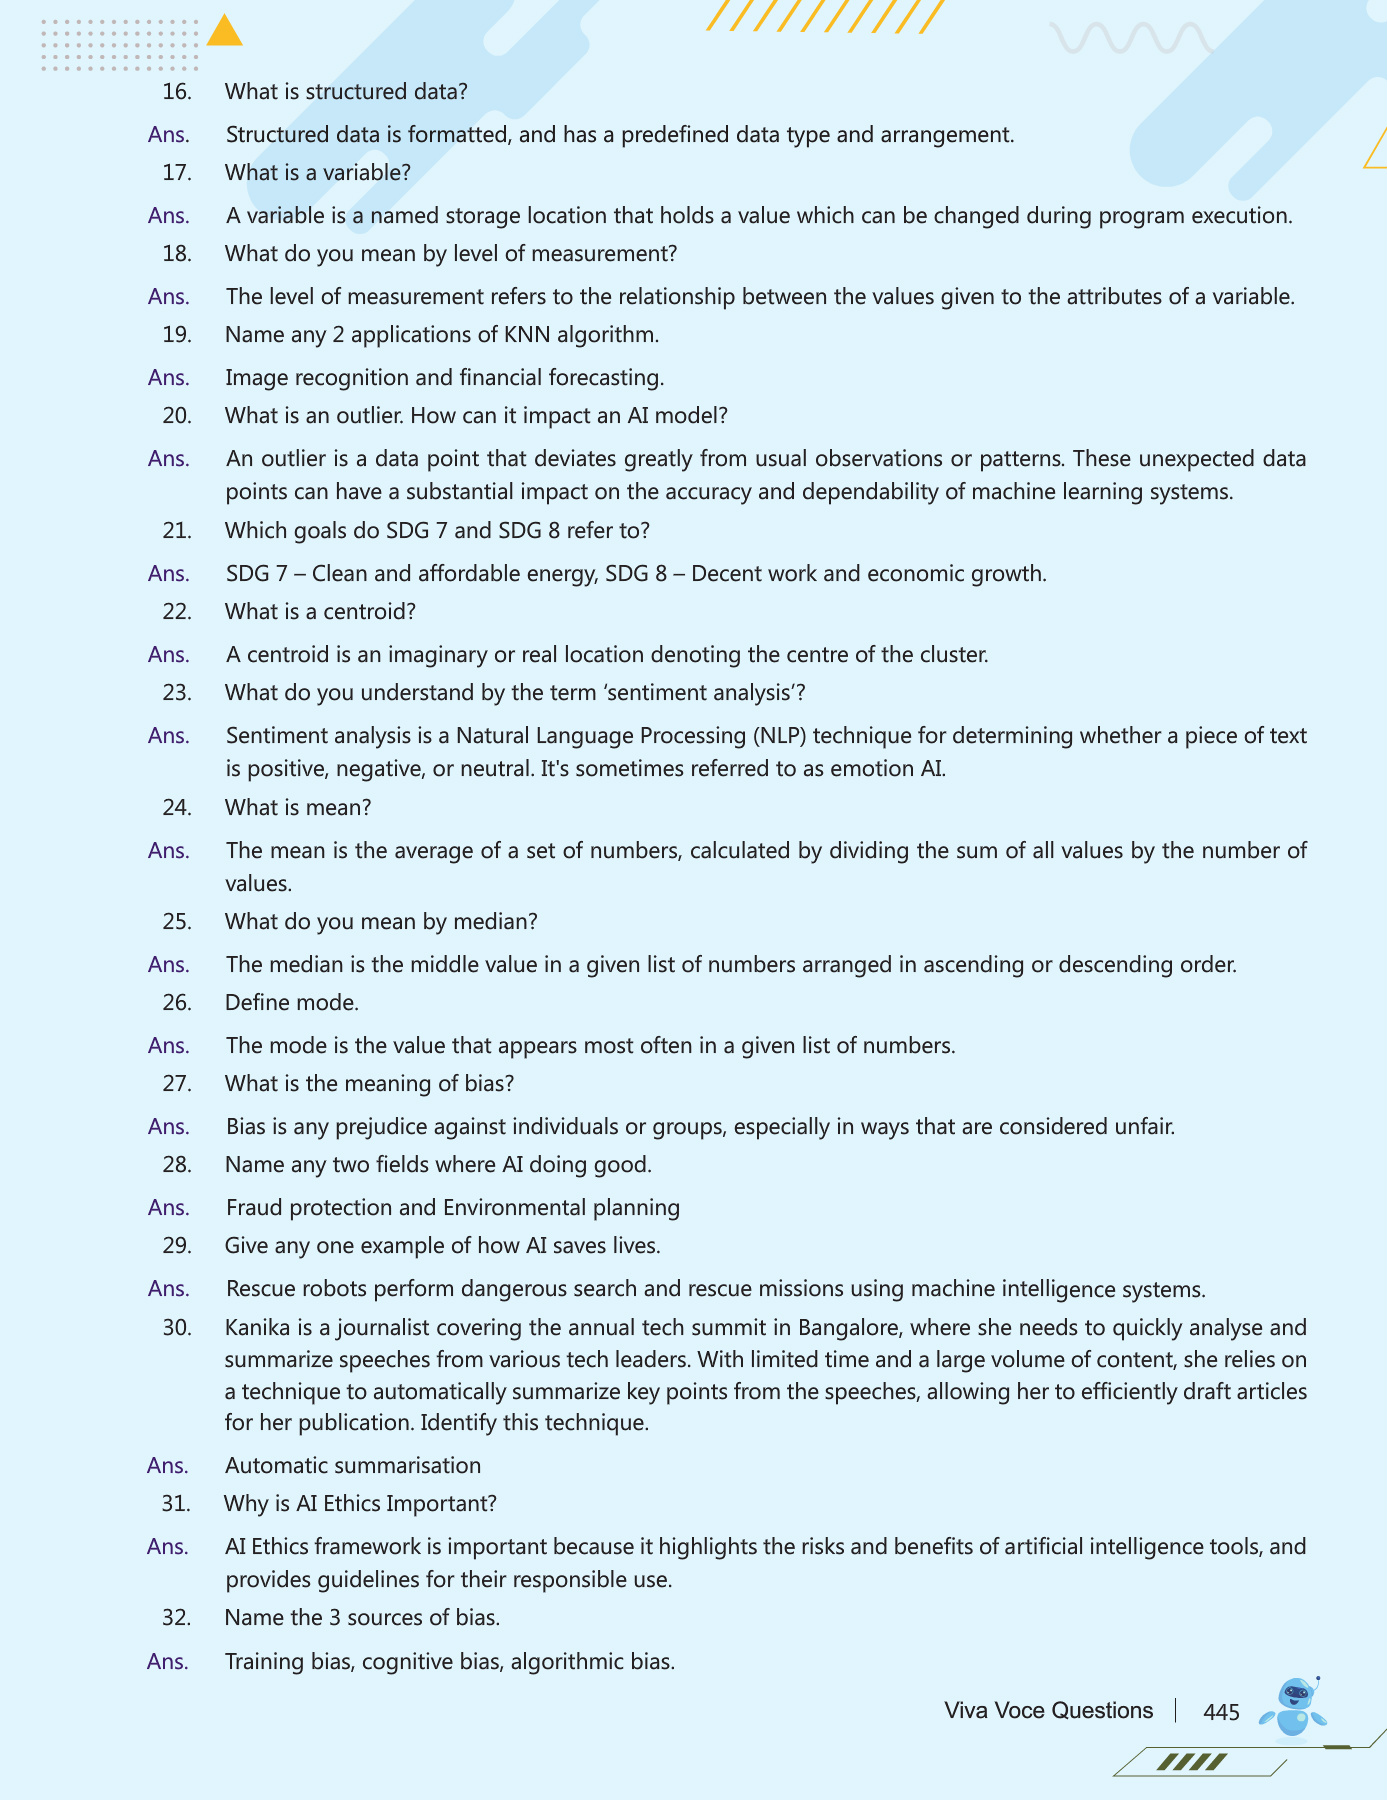 16. What is structured data?
Ans. Structured data is formatted, and has a predefined data type and arrangement.
17. What is a variable?
Ans. A variable is a named storage location that holds a value which can be changed during program execution.
18. What do you mean by level of measurement?
Ans. The level of measurement refers to the relationship between the values given to the attributes of a variable.
19. Name any 2 applications of KNN algorithm.
Ans. Image recognition and financial forecasting.
20. What is an outlier. How can it impact an AI model?
Ans. An outlier is a data point that deviates greatly from usual observations or patterns. These unexpected data
points can have a substantial impact on the accuracy and dependability of machine learning systems.
21. Which goals do SDG 7 and SDG 8 refer to?
Ans. SDG 7 – Clean and affordable energy, SDG 8 – Decent work and economic growth.
22. What is a centroid?
Ans. A centroid is an imaginary or real location denoting the centre of the cluster.
23. What do you understand by the term ‘sentiment analysis’?
Ans. Sentiment analysis is a Natural Language Processing (NLP) technique for determining whether a piece of text
is positive, negative, or neutral. It's sometimes referred to as emotion AI.
24. What is mean?
Ans. The mean is the average of a set of numbers, calculated by dividing the sum of all values by the number of
values.
25. What do you mean by median?
Ans. The median is the middle value in a given list of numbers arranged in ascending or descending order.
26. Define mode.
Ans. The mode is the value that appears most often in a given list of numbers.
27. What is the meaning of bias?
Ans. Bias is any prejudice against individuals or groups, especially in ways that are considered unfair.
28. Name any two fields where AI doing good.
Ans. Fraud protection and Environmental planning
29. Give any one example of how AI saves lives.
Ans. Rescue robots perform dangerous search and rescue missions using machine intelligence systems.
30. Kanika is a journalist covering the annual tech summit in Bangalore, where she needs to quickly analyse and
summarize speeches from various tech leaders. With limited time and a large volume of content, she relies on
a technique to automatically summarize key points from the speeches, allowing her to efficiently draft articles
for her publication. Identify this technique.
Ans. Automatic summarisation
31. Why is AI Ethics Important?
Ans. AI Ethics framework is important because it highlights the risks and benefits of artificial intelligence tools, and
provides guidelines for their responsible use.
32. Name the 3 sources of bias.
Ans. Training bias, cognitive bias, algorithmic bias.
Viva Voce Questions 445